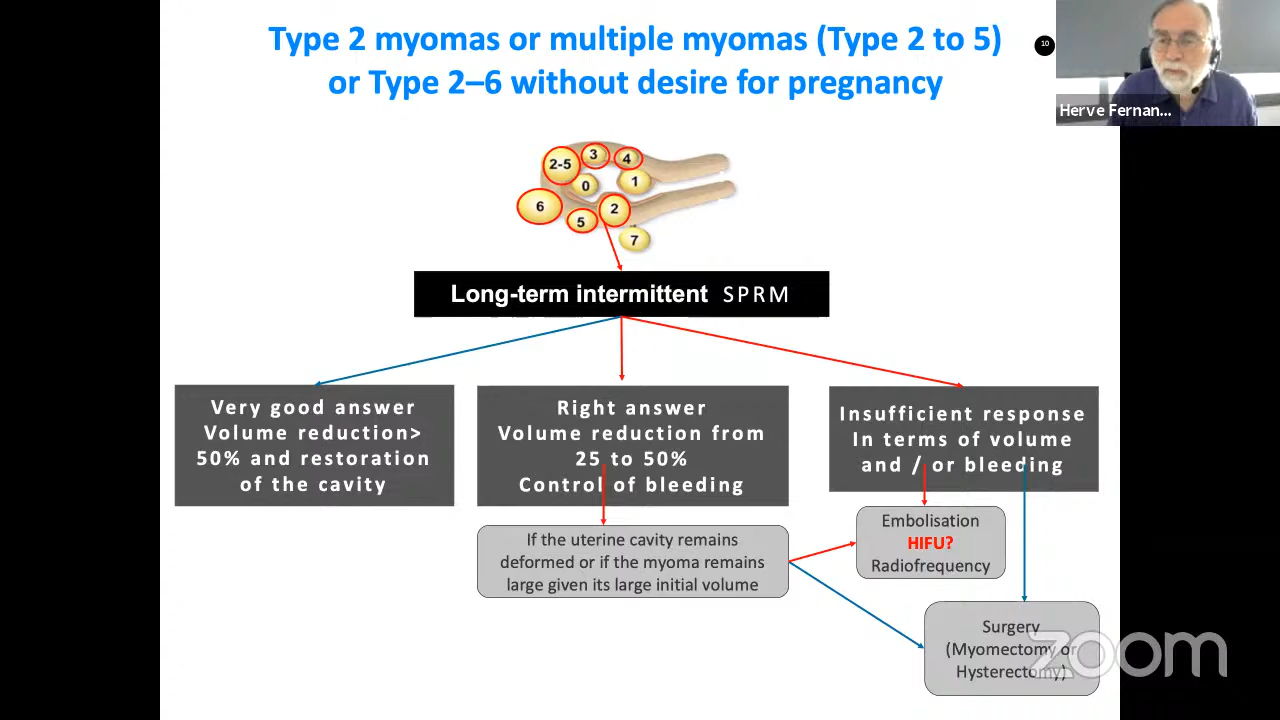 Type 2 myomas or multiple myomas (Type 2 to 5)
or Type 2–6 without desire for pregnancy
10
Herve Fernan...
2-5
3
4
0
1
6
5
2
7
Long-term intermittent SPRM
Very good answer
Volume reduction>
50% and restoration
of the cavity
Right answer
Volume reduction from
25 to 50%
Control of bleeding
Insufficient response
In terms of volume
and / or bleeding
If the uterine cavity remains
deformed or if the myoma remains
large given its large initial volume
Embolisation
HIFU?
Radiofrequency
Surgery
(Myomectomy or
Hysterectomy)
zoom